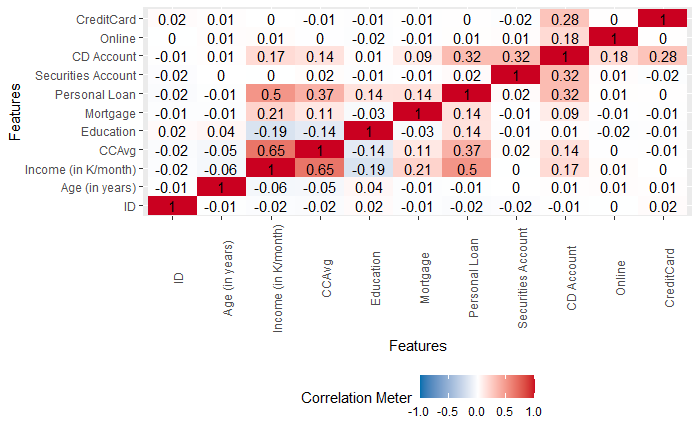 CreditCard 0.02 0.01 0 -0.01 -0.01 -0.01 0 -0.02 0.28 0 1
Online 0 0.01 0.01 0 -0.02 -0.01 0.01 0.01 0.18 1 0
CD Account -0.01 0.01 0.17 0.14 0.01 0.09 0.32 0.32 1 0.18 0.28
Securities Account -0.02 0 0 0.02 -0.01 -0.01 0.02 1 0.32 0.01 -0.02
Personal Loan -0.02 -0.01 0.5 0.37 0.14 0.14 1 0.02 0.32 0.01 0
Mortgage -0.01 -0.01 0.21 0.11 -0.03 1 0.14 -0.01 0.09 -0.01 -0.01
Education 0.02 0.04 -0.19 -0.14 1 -0.03 0.14 -0.01 0.01 -0.02 -0.01
CCAvg -0.02 -0.05 0.65 1 -0.14 0.11 0.37 0.02 0.14 0 -0.01
Income (in K/month) -0.02 -0.06 1 0.65 -0.19 0.21 0.5 0 0.17 0.01 0
Age (in years) -0.01 1 -0.06 -0.05 0.04 -0.01 -0.01 0 0.01 0.01 0.01
ID 1 -0.01 -0.02 -0.02 0.02 -0.01 -0.02 -0.02 -0.01 0 0.02
Features
ID
Age (in years)
Income (in K/month)
CCAvg
Education
Mortgage
Personal Loan
Securities Account
CD Account
Online
CreditCard
Features
Correlation Meter
-1.0 -0.5 0.0 0.5 1.0